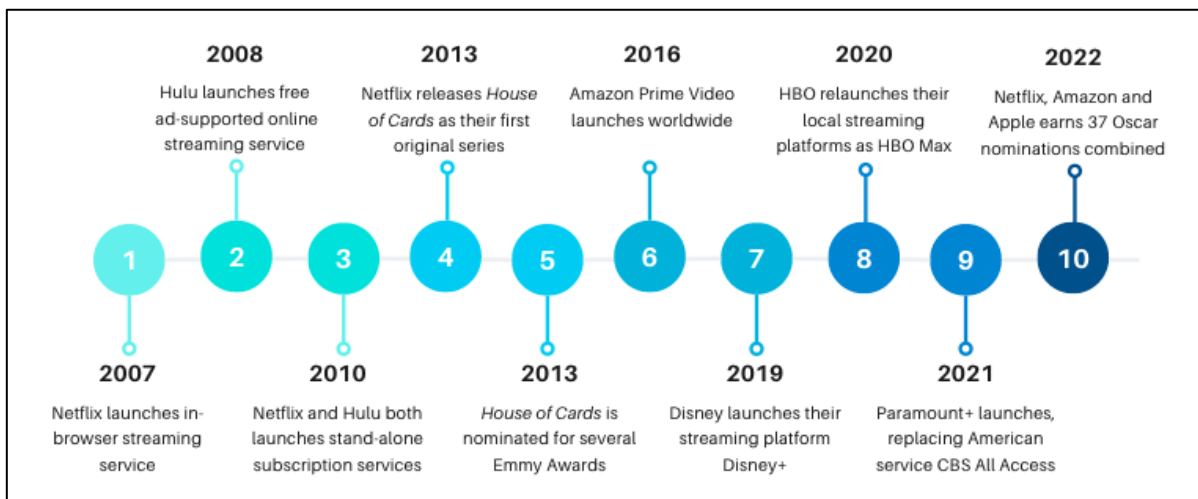 2008
Hulu launches free
ad-supported online
streaming service
2013
Netflix releases House
of Cards as their first
original series
2016
Amazon Prime Video
launches worldwide
2020
HBO relaunches their
local streaming
platforms as HBO Max
2022
Netflix, Amazon and
Apple earns 37 Oscar
nominations combined
1
2
3
4
5
6
7
8
9
10
2007
Netflix launches in-
browser streaming
service
2010
Netflix and Hulu both
launches stand-alone
subscription services
2013
House of Cards is
nominated for several
Emmy Awards
2019
Disney launches their
streaming platform
Disney+
2021
Paramount+ launches,
replacing American
service CBS All Access